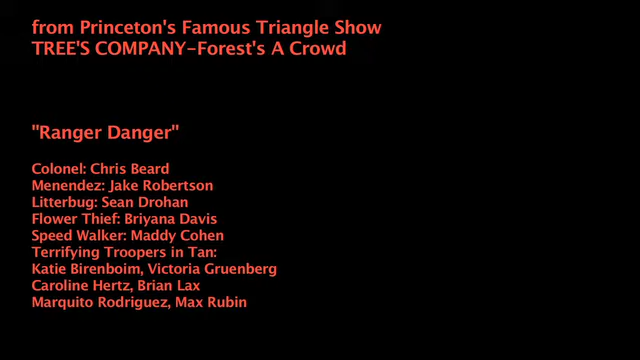 from Princeton's Famous Triangle Show
TREE'S COMPANY-Forest's A Crowd
"Ranger Danger"
Colonel: Chris Beard
Menendez: Jake Robertson
Litterbug: Sean Drohan
Flower Thief: Briyana Davis
Speed Walker: Maddy Cohen
Terrifying Troopers in Tan:
Katie Birenboim, Victoria Gruenberg
Caroline Hertz, Brian Lax
Marquito Rodriguez, Max Rubin